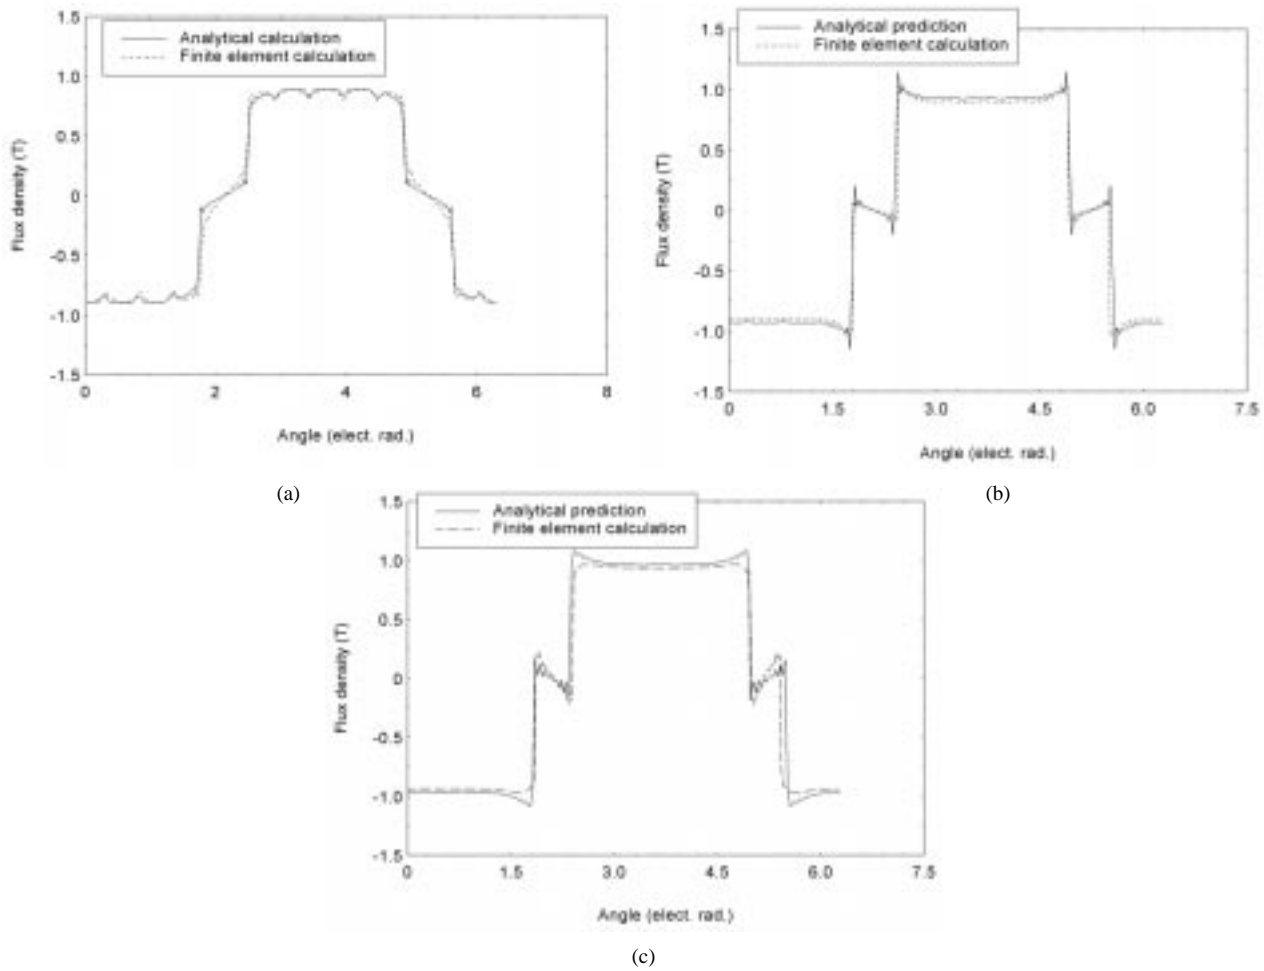 Analytical calculation
Finite element calculation
1.5
1.0
0.5
0
-0.5
-1.0
-1.5
0 2 4 6 8
Flux density (T)
Angle (elect. rad.)
(a)
Analytical prediction
Finite element calculation
1.5
1.0
0.5
0
-0.5
-1.0
-1.5
0 1.5 3.0 4.5 6.0 7.5
Flux density (T)
Angle (elect. rad.)
(b)
Analytical prediction
Finite element calculation
1.5
1.0
0.5
0
-0.5
-1.0
-1.5
0 1.5 3.0 4.5 6.0 7.5
Flux density (T)
Angle (elect. rad.)
(c)